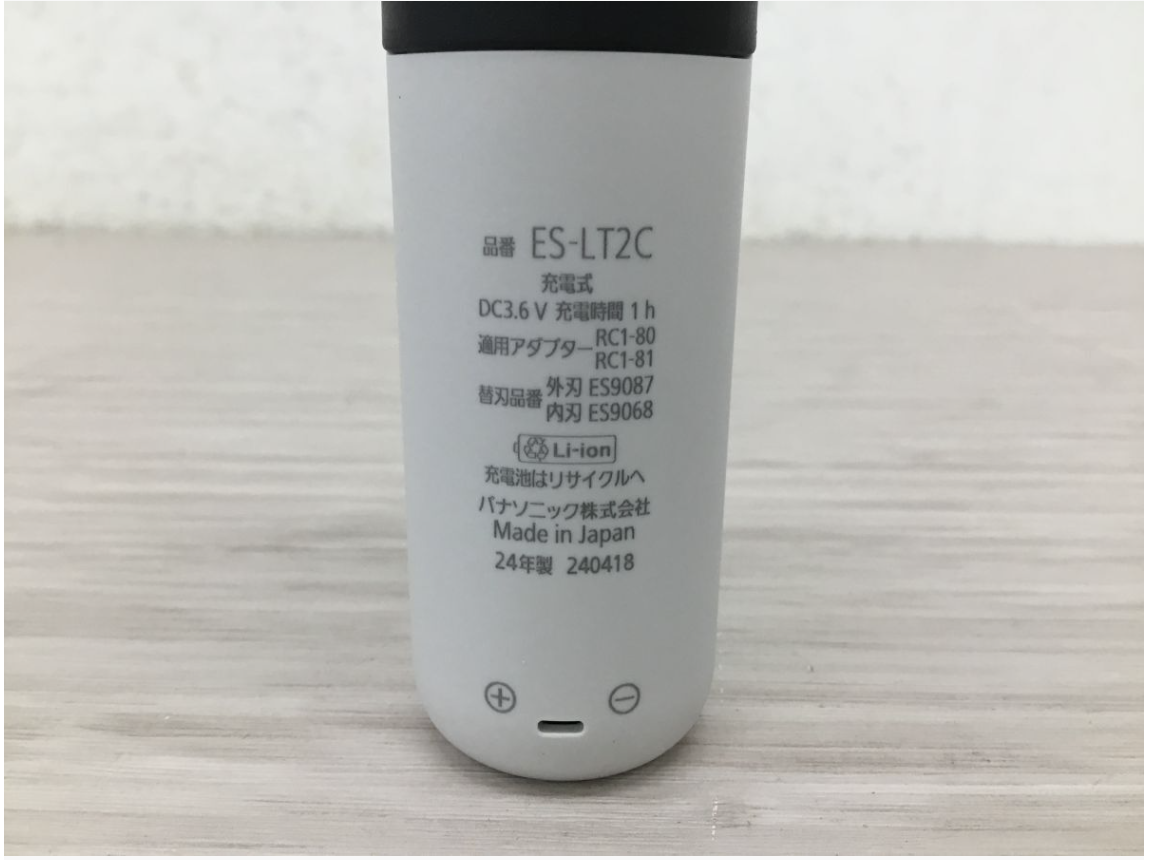 品番 ES-LT2C
充電式
DC3.6 V 充電時間 1 h
適用アダプター RC1-80
RC1-81
替刃品番 外刃 ES9087
内刃 ES9068
Li-ion
充電池はリサイクルへ
パナソニック株式会社
Made in Japan
24年製 240418
⊕ ⊖